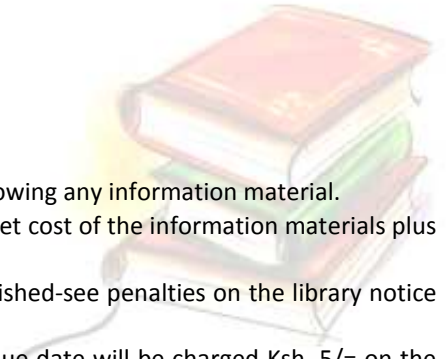 owing any information material.
et cost of the information materials plus
ished-see penalties on the library notice
ue date will be charged Ksh. 5/= on the